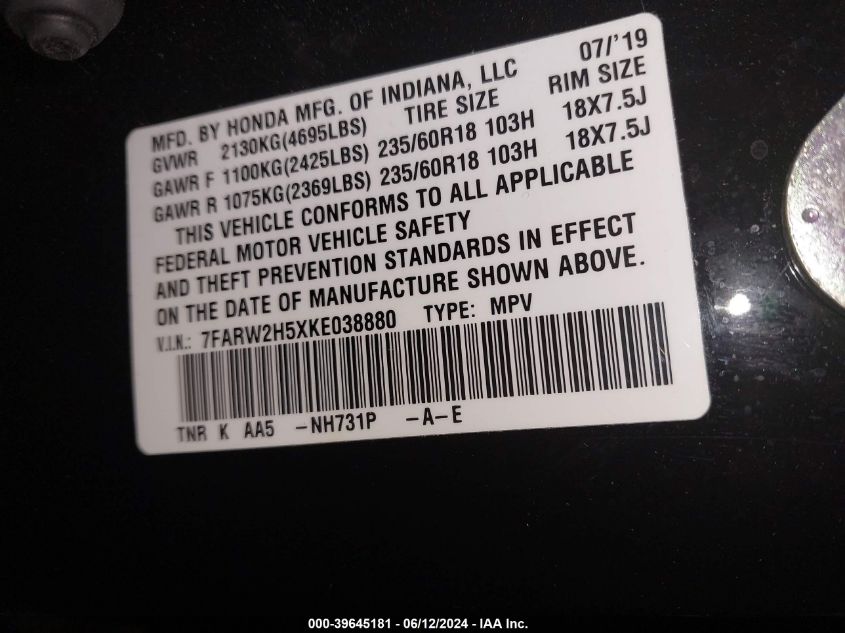 07/'19
MFD. BY HONDA MFG. OF INDIANA, LLC
GVWR 2130KG(4695LBS) TIRE SIZE RIM SIZE
GAWR F 1100KG(2425LBS) 235/60R18 103H 18X7.5J
GAWR R 1075KG(2369LBS) 235/60R18 103H 18X7.5J
THIS VEHICLE CONFORMS TO ALL APPLICABLE
FEDERAL MOTOR VEHICLE SAFETY
AND THEFT PREVENTION STANDARDS IN EFFECT
ON THE DATE OF MANUFACTURE SHOWN ABOVE.
V.I.N.: 7FARW2H5XKE038880 TYPE: MPV
TNR K AA5 -NH731P -A-E
000-39645181 - 06/12/2024 - IAA Inc.